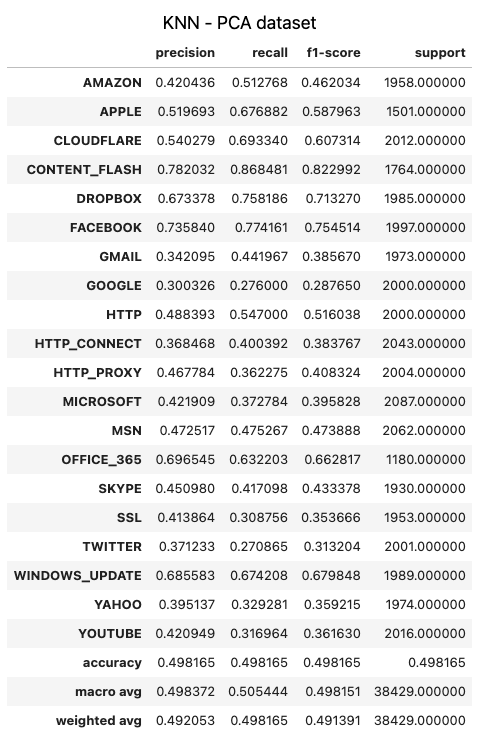 KNN - PCA dataset
precision recall f1-score support
AMAZON 0.420436 0.512768 0.462034 1958.000000
APPLE 0.519693 0.676882 0.587963 1501.000000
CLOUDFLARE 0.540279 0.693340 0.607314 2012.000000
CONTENT_FLASH 0.782032 0.868481 0.822992 1764.000000
DROPBOX 0.673378 0.758186 0.713270 1985.000000
FACEBOOK 0.735840 0.774161 0.754514 1997.000000
GMAIL 0.342095 0.441967 0.385670 1973.000000
GOOGLE 0.300326 0.276000 0.287650 2000.000000
HTTP 0.488393 0.547000 0.516038 2000.000000
HTTP_CONNECT 0.368468 0.400392 0.383767 2043.000000
HTTP_PROXY 0.467784 0.362275 0.408324 2004.000000
MICROSOFT 0.421909 0.372784 0.395828 2087.000000
MSN 0.472517 0.475267 0.473888 2062.000000
OFFICE_365 0.696545 0.632203 0.662817 1180.000000
SKYPE 0.450980 0.417098 0.433378 1930.000000
SSL 0.413864 0.308756 0.353666 1953.000000
TWITTER 0.371233 0.270865 0.313204 2001.000000
WINDOWS_UPDATE 0.685583 0.674208 0.679848 1989.000000
YAHOO 0.395137 0.329281 0.359215 1974.000000
YOUTUBE 0.420949 0.316964 0.361630 2016.000000
accuracy 0.498165 0.498165 0.498165 0.498165
macro avg 0.498372 0.505444 0.498151 38429.000000
weighted avg 0.492053 0.498165 0.491391 38429.000000